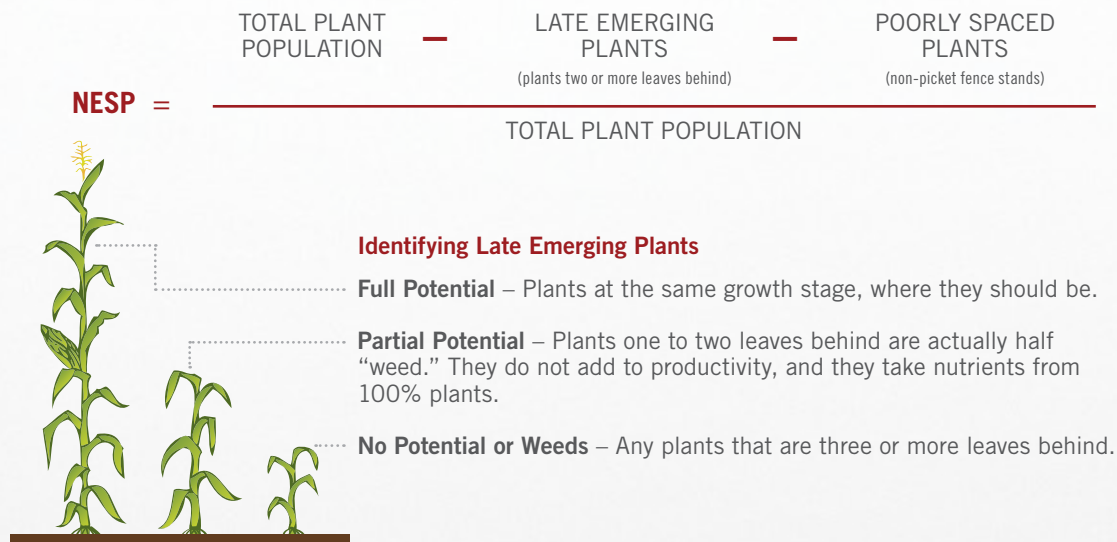 TOTAL PLANT
POPULATION
–
LATE EMERGING
PLANTS
(plants two or more leaves behind)
–
POORLY SPACED
PLANTS
(non-picket fence stands)
NESP =
TOTAL PLANT POPULATION
Identifying Late Emerging Plants
Full Potential – Plants at the same growth stage, where they should be.
Partial Potential – Plants one to two leaves behind are actually half
“weed.” They do not add to productivity, and they take nutrients from
100% plants.
No Potential or Weeds – Any plants that are three or more leaves behind.